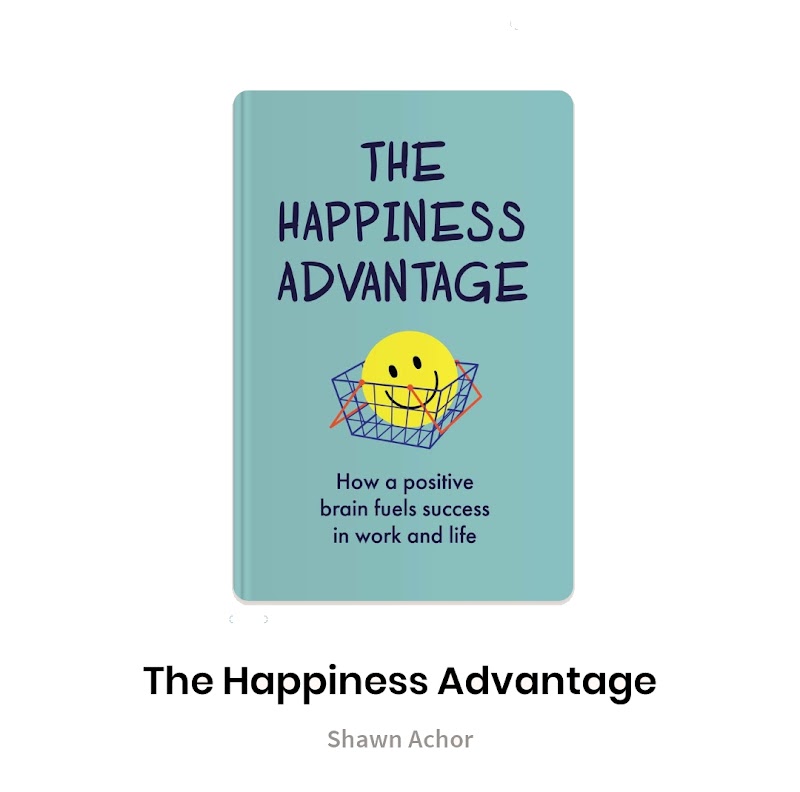 THE
HAPPINESS
ADVANTAGE
How a positive
brain fuels success
in work and life
The Happiness Advantage
Shawn Achor